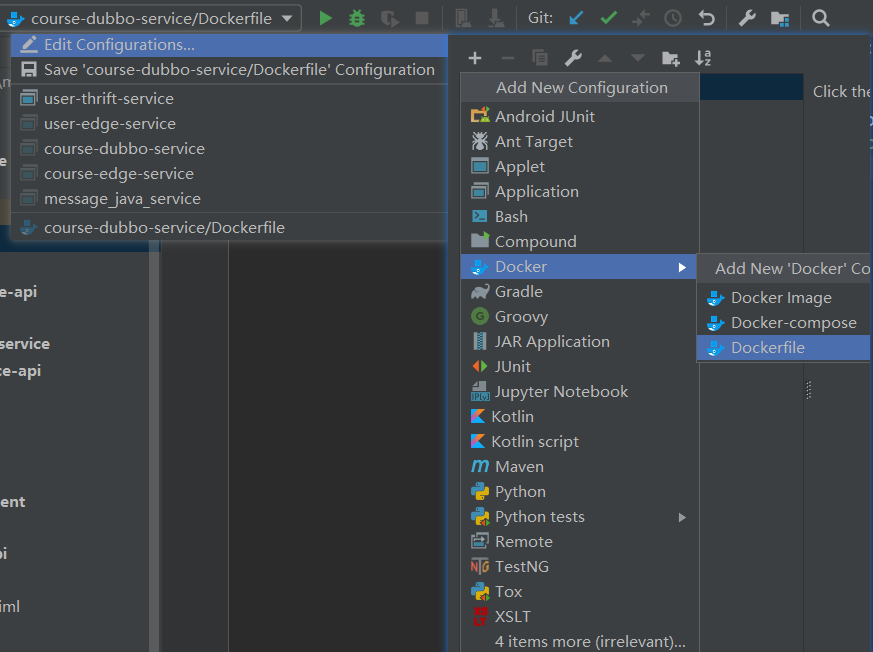 course-dubbo-service/Dockerfile
Git:
Edit Configurations...
Save 'course-dubbo-service/Dockerfile' Configuration
user-thrift-service
user-edge-service
course-dubbo-service
course-edge-service
message_java_service
course-dubbo-service/Dockerfile
e-api
service
ce-api
ent
iml
Add New Configuration
Click the
Android JUnit
Ant Target
Applet
Application
Bash
Compound
Docker
Gradle
Groovy
JAR Application
JUnit
Jupyter Notebook
Kotlin
Kotlin script
Maven
Python
Python tests
Remote
TestNG
Tox
XSLT
4 items more (irrelevant)...
Add New 'Docker' Co
Docker Image
Docker-compose
Dockerfile